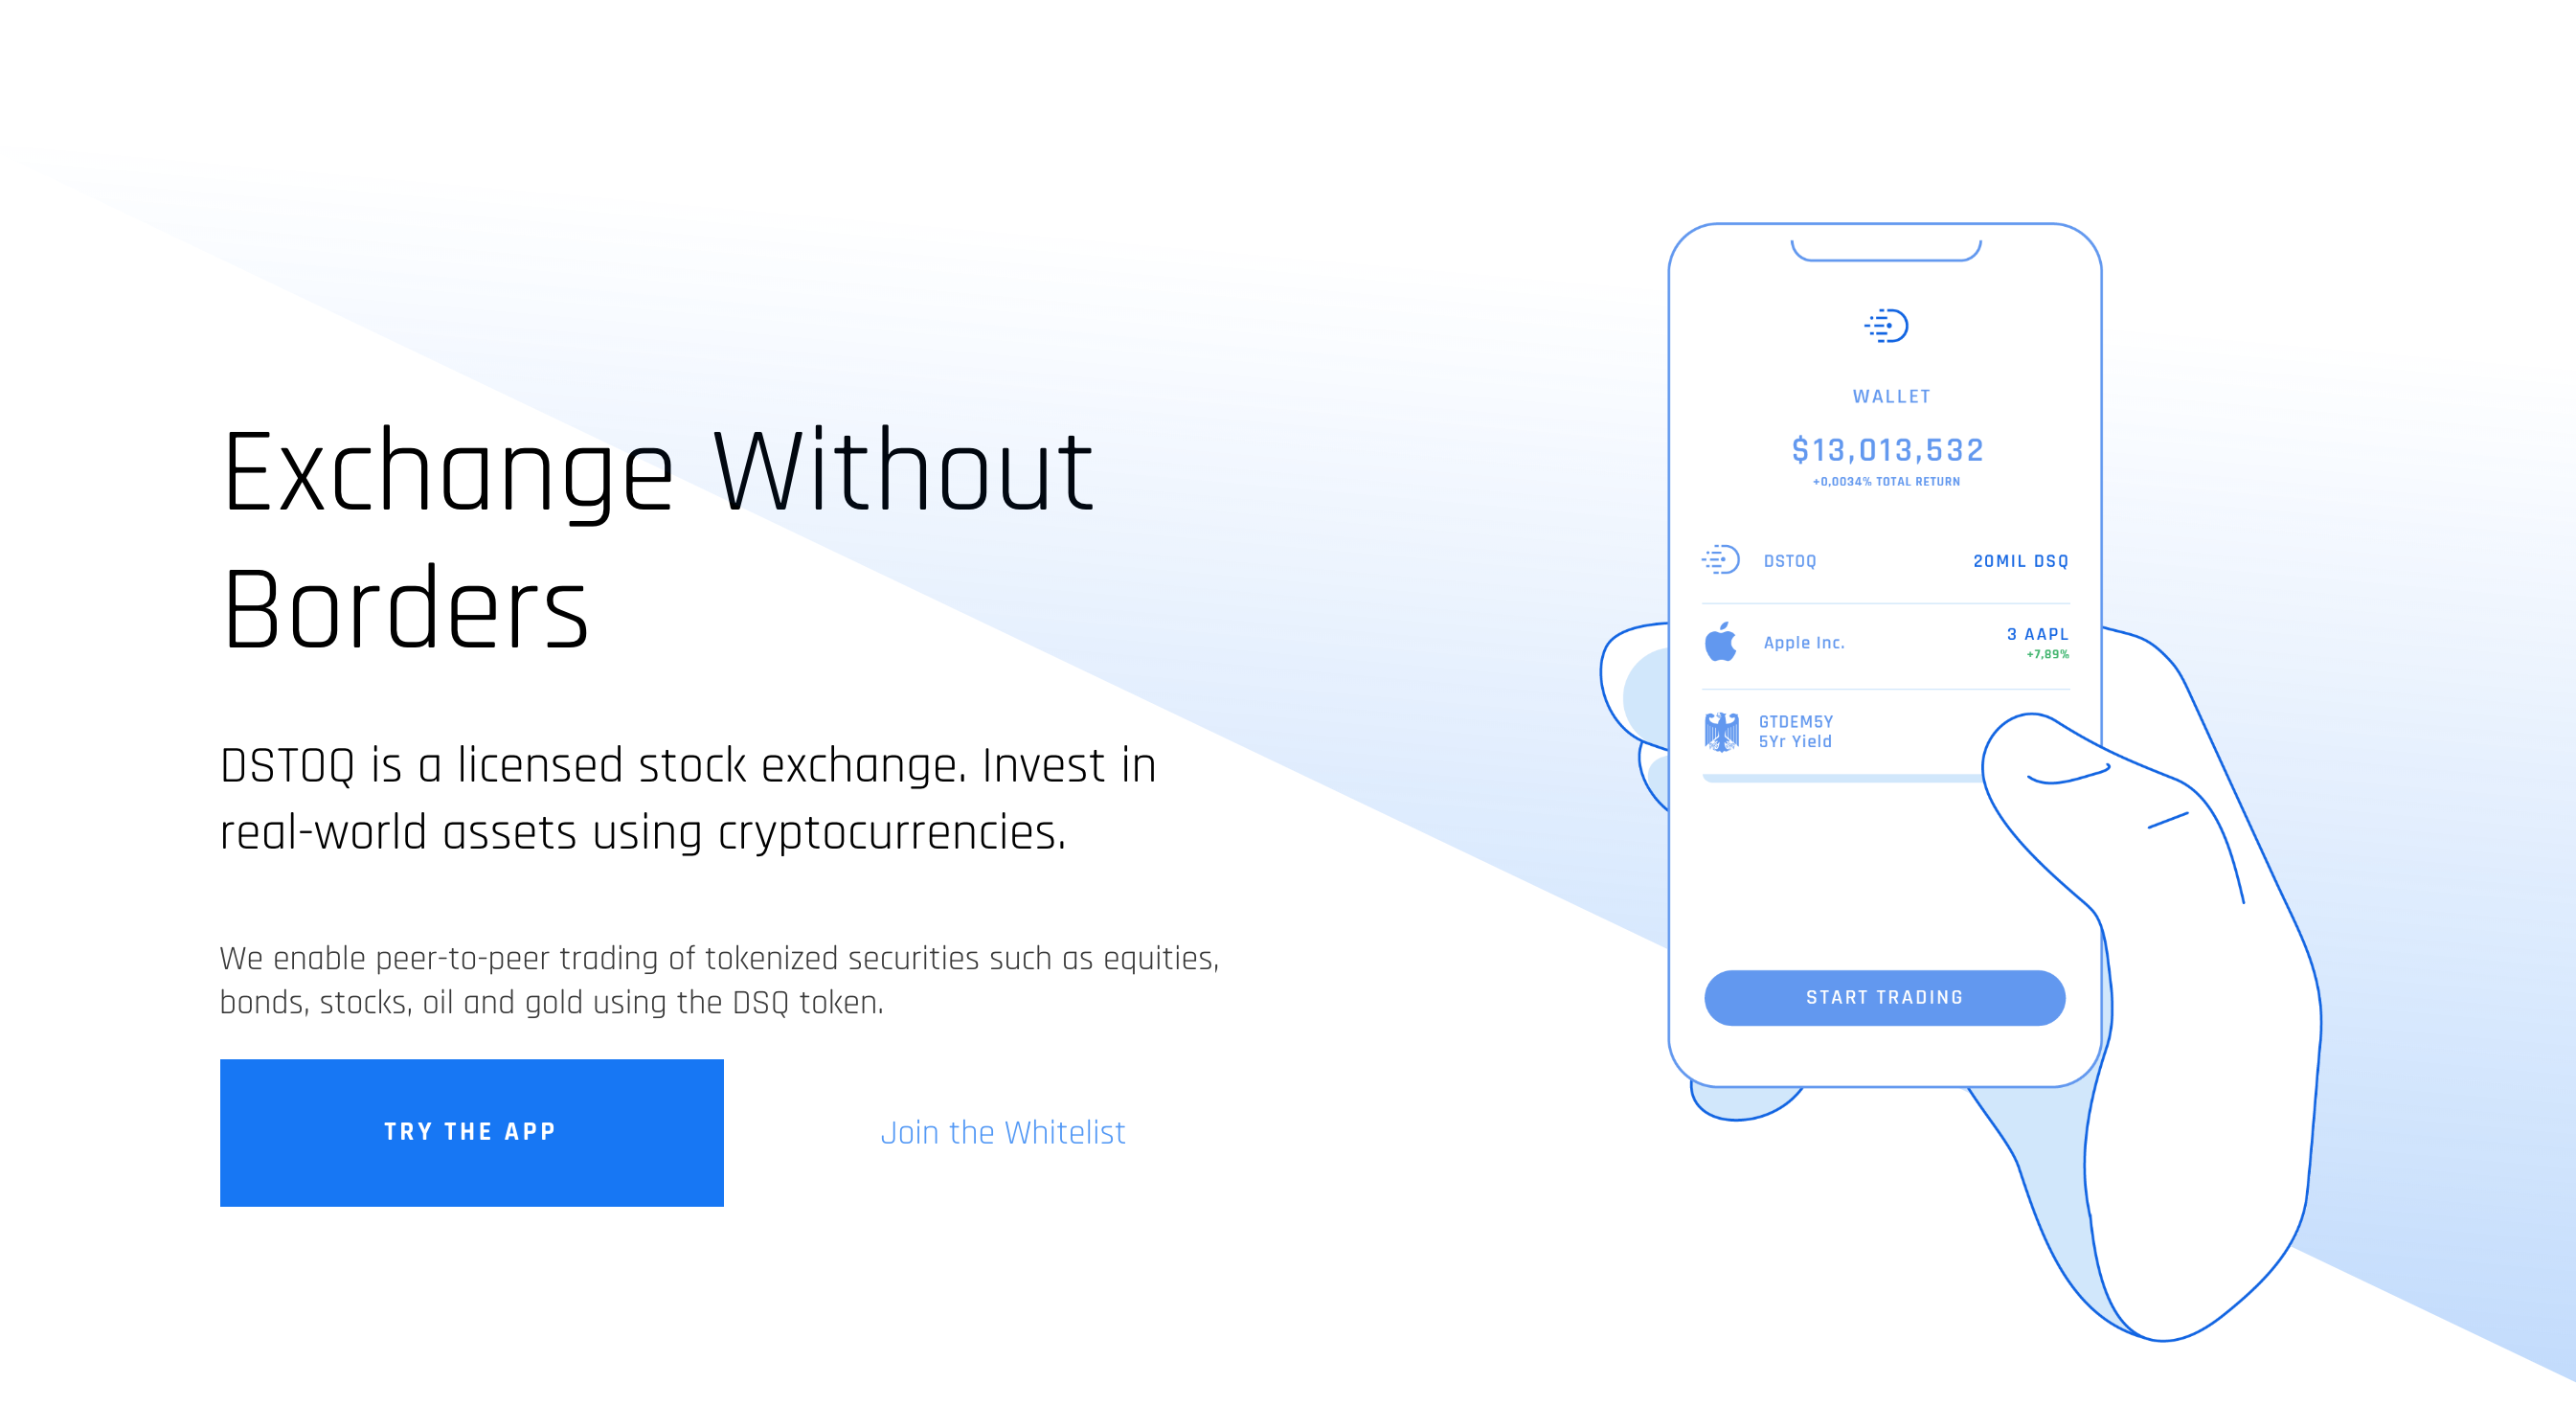 Exchange Without
Borders
DSTOQ is a licensed stock exchange. Invest in
real-world assets using cryptocurrencies.
We enable peer-to-peer trading of tokenized securities such as equities,
bonds, stocks, oil and gold using the DSQ token.
TRY THE APP
Join the Whitelist
WALLET
$13,013,532
+0,0034% TOTAL RETURN
DSTOQ 20MIL DSQ
Apple Inc. 3 AAPL
+7,89%
GTDEM5Y
5Yr Yield
START TRADING